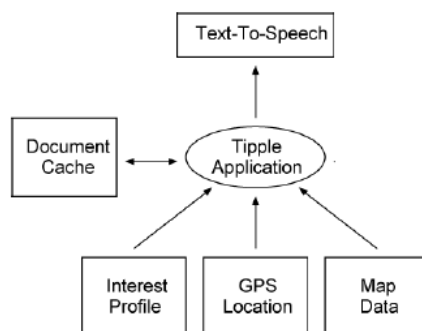 Text-To-Speech
Document
Cache
Tipple
Application
Interest
Profile
GPS
Location
Map
Data